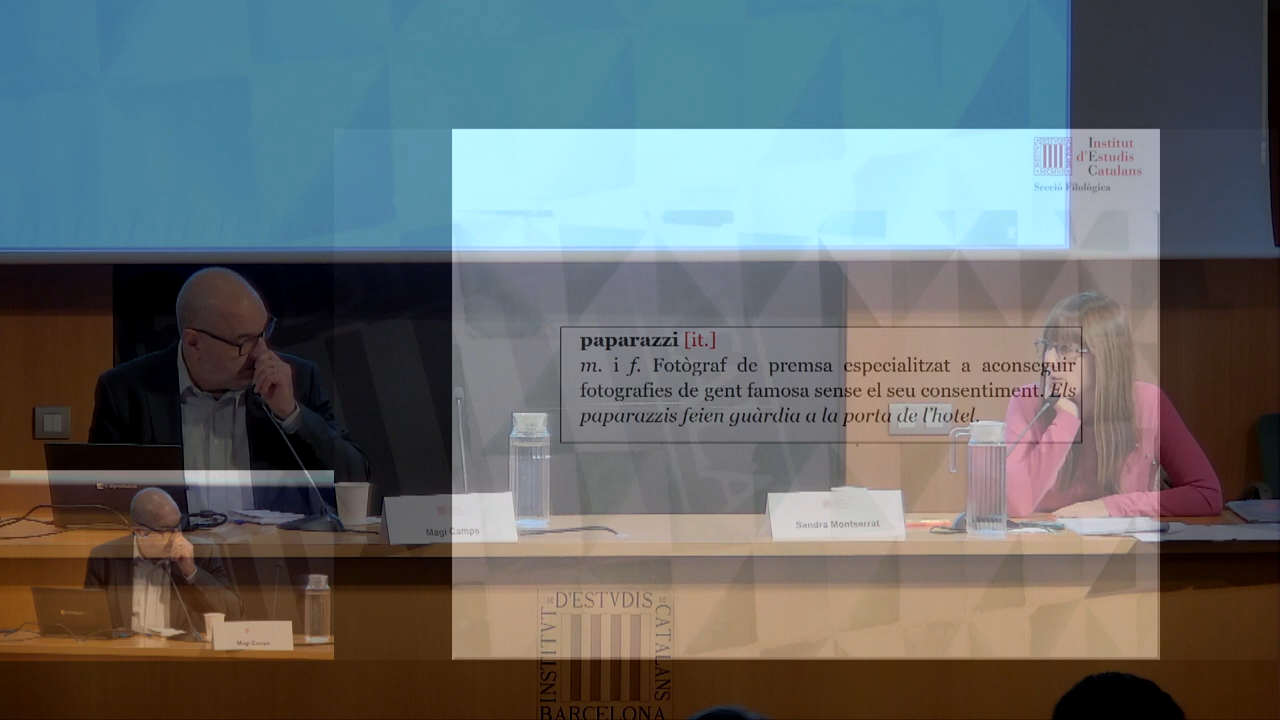 Institut
d'Estudis
Catalans
Secció Filològica
paparazzi [it.]
m. i f. Fotògraf de premsa especialitzat a aconseguir
fotografies de gent famosa sense el seu consentiment. Els
paparazzis feien guàrdia a la porta de l'hotel.
Magí Camps
Sandra Montserrat
Magí Camps
INSTITVT
D'ESTVDIS
CATALANS
BARCELONA